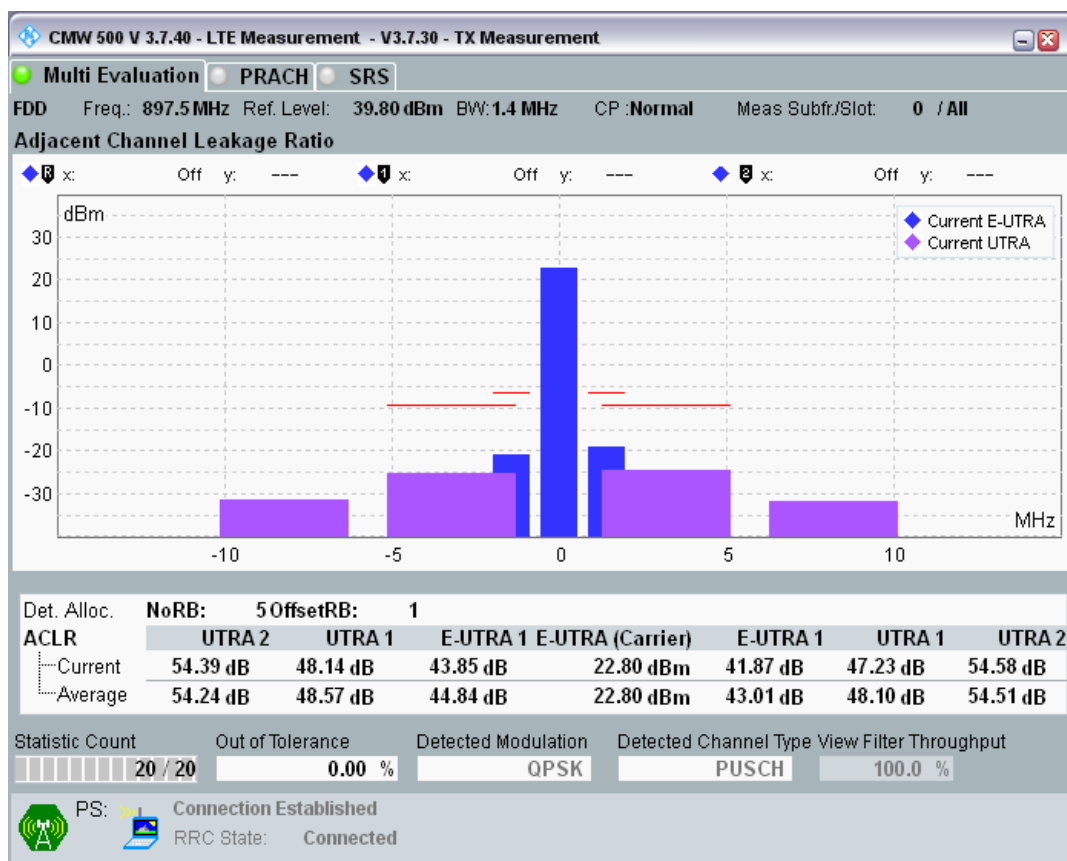 CMW 500 V 3.7.40 - LTE Measurement - V3.7.30 - TX Measurement
Multi Evaluation PRACH SRS
FDD Freq.: 897.5 MHz Ref. Level: 39.80 dBm BW: 1.4 MHz CP :Normal Meas Subfr./Slot: 0 / All
Adjacent Channel Leakage Ratio
R x: Off y: --- 1 x: Off y: --- 2 x: Off y: ---
dBm
Current E-UTRA
Current UTRA
30
20
10
0
-10
-20
-30
MHz
-10 -5 0 5 10
Det. Alloc. NoRB: 5 OffsetRB: 1
ACLR UTRA 2 UTRA 1 E-UTRA 1 E-UTRA (Carrier) E-UTRA 1 UTRA 1 UTRA 2
Current 54.39 dB 48.14 dB 43.85 dB 22.80 dBm 41.87 dB 47.23 dB 54.58 dB
Average 54.24 dB 48.57 dB 44.84 dB 22.80 dBm 43.01 dB 48.10 dB 54.51 dB
Statistic Count Out of Tolerance Detected Modulation Detected Channel Type View Filter Throughput
20 / 20 0.00 % QPSK PUSCH 100.0 %
PS: Connection Established
RRC State: Connected